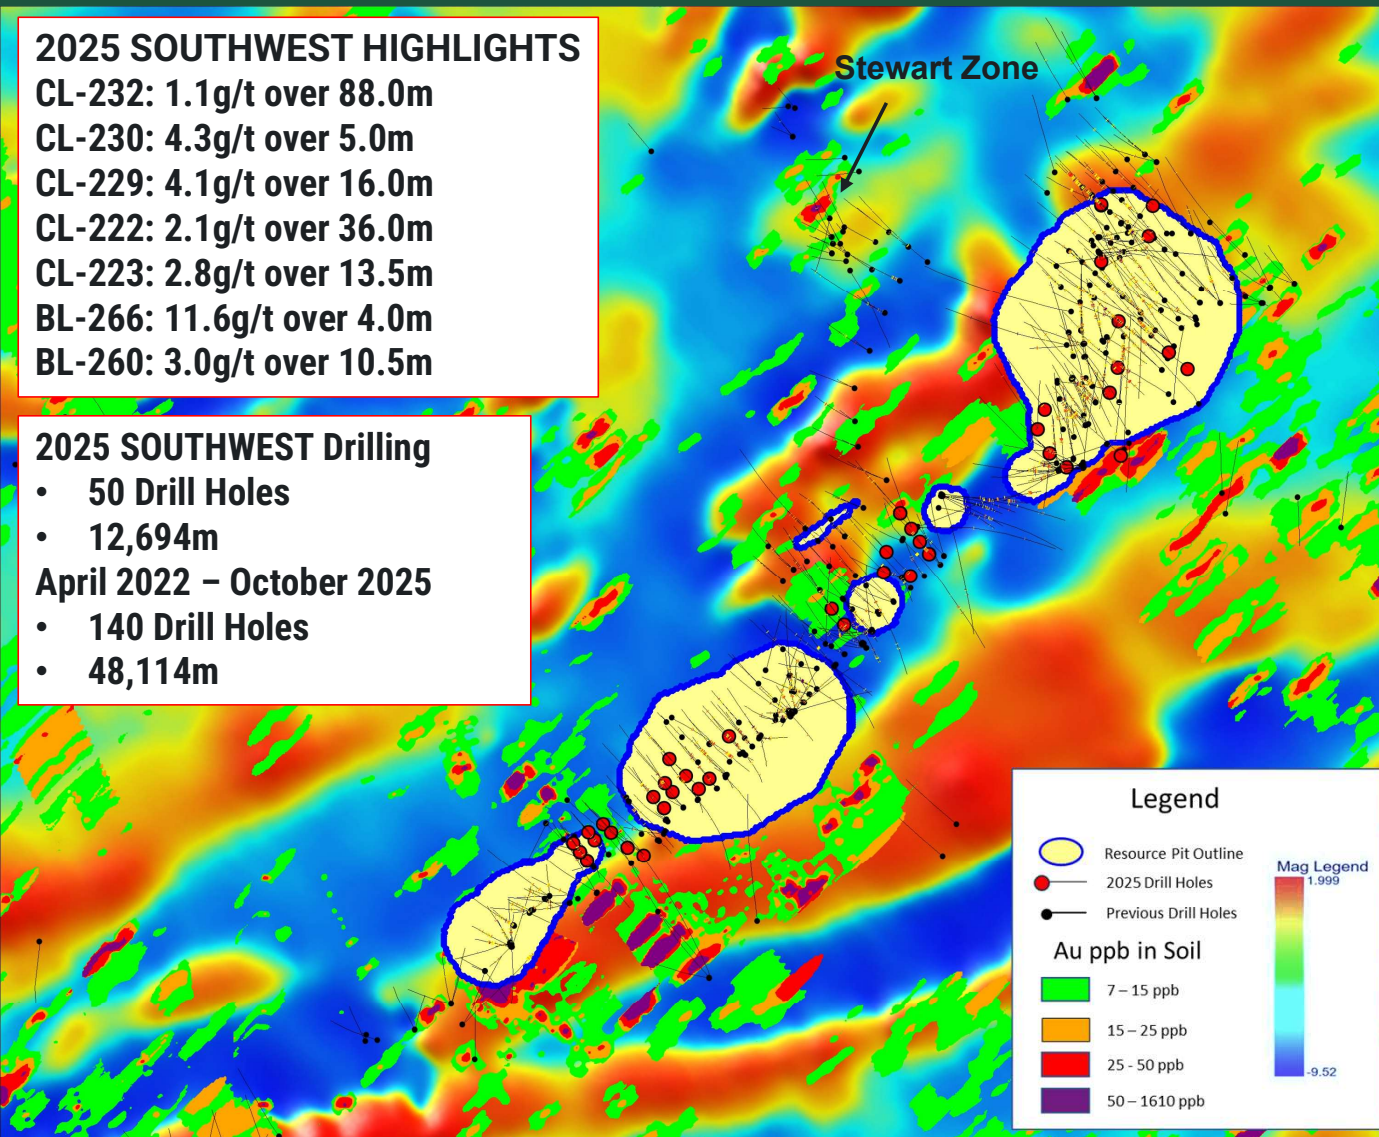 2025 SOUTHWEST HIGHLIGHTS
CL-232: 1.1g/t over 88.0m
CL-230: 4.3g/t over 5.0m
CL-229: 4.1g/t over 16.0m
CL-222: 2.1g/t over 36.0m
CL-223: 2.8g/t over 13.5m
BL-266: 11.6g/t over 4.0m
BL-260: 3.0g/t over 10.5m
2025 SOUTHWEST Drilling
• 50 Drill Holes
• 12,694m
April 2022 – October 2025
• 140 Drill Holes
• 48,114m
Stewart Zone
Legend
Resource Pit Outline
2025 Drill Holes
Previous Drill Holes
Au ppb in Soil
7 – 15 ppb
15 – 25 ppb
25 - 50 ppb
50 – 1610 ppb
Mag Legend
1.999
-9.52